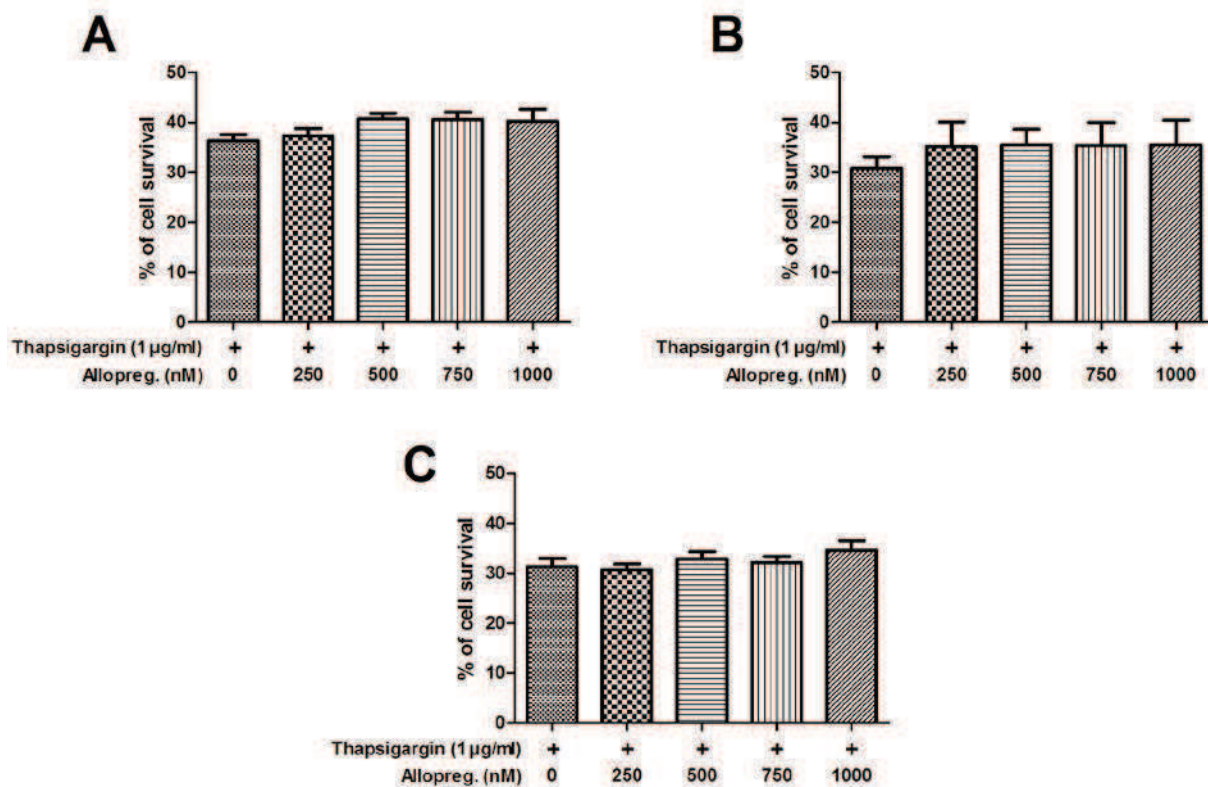 A
% of cell survival
50
40
30
20
10
0
Thapsigargin (1 µg/ml) + + + + +
Allopreg. (nM) 0 250 500 750 1000
B
% of cell survival
50
40
30
20
10
0
Thapsigargin (1 µg/ml) + + + + +
Allopreg. (nM) 0 250 500 750 1000
C
% of cell survival
50
40
30
20
10
0
Thapsigargin (1 µg/ml) + + + + +
Allopreg. (nM) 0 250 500 750 1000